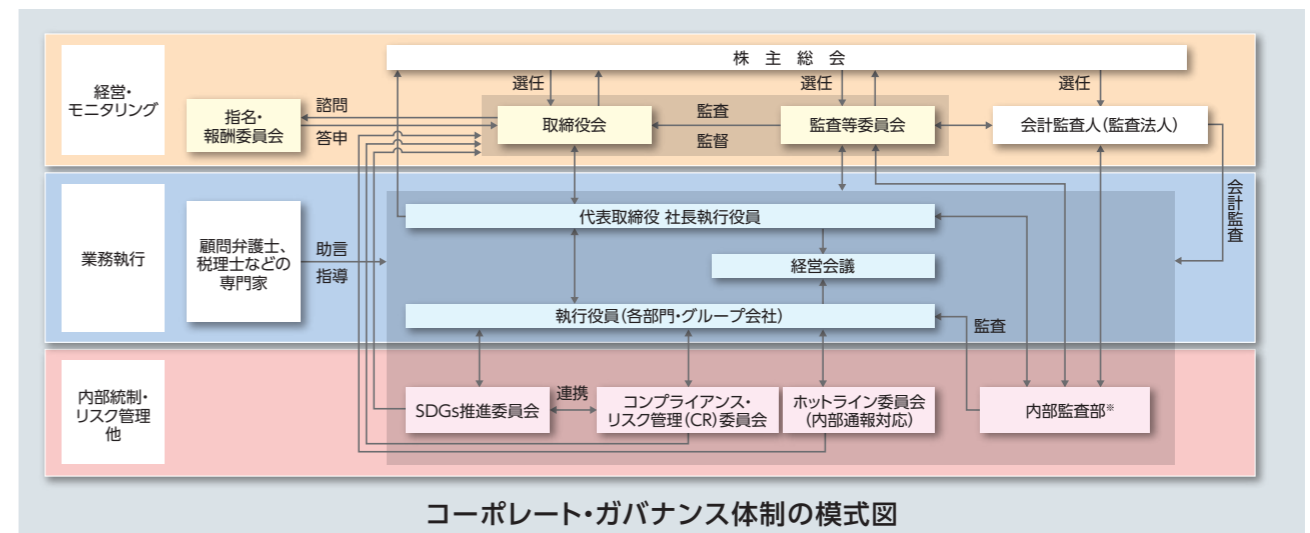 株主総会
経営・
モニタリング
選任
選任
選任
指名・
報酬委員会
諮問
答申
取締役会
監査
監督
監査等委員会
会計監査人(監査法人)
会計監査
業務執行
顧問弁護士、
税理士などの
専門家
助言
指導
代表取締役 社長執行役員
経営会議
執行役員(各部門・グループ会社)
監査
内部統制・
リスク管理
他
SDGs推進委員会
連携
コンプライアンス・
リスク管理(CR)委員会
ホットライン委員会
(内部通報対応)
内部監査部※
コーポレート・ガバナンス体制の模式図